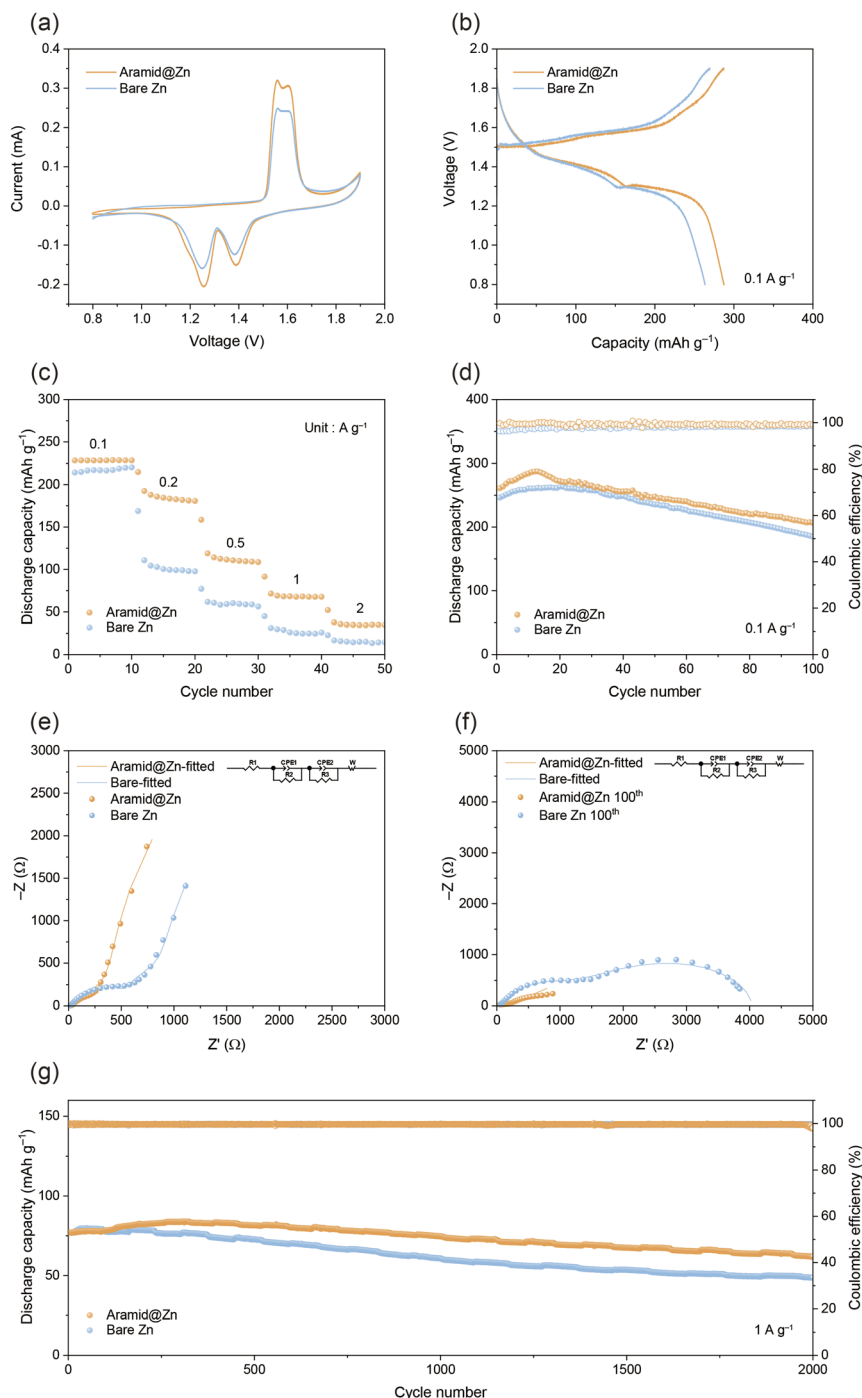 (a)
Aramid@Zn
Bare Zn
0.4
0.3
0.2
0.1
0.0
-0.1
-0.2
Current (mA)
0.8
1.0
1.2
1.4
1.6
1.8
2.0
Voltage (V)
(b)
Aramid@Zn
Bare Zn
2.0
1.8
1.6
1.4
1.2
1.0
0.8
Voltage (V)
0.1 A g⁻¹
0
100
200
300
400
Capacity (mAh g⁻¹)
(c)
300
250
200
150
100
50
0
Discharge capacity (mAh g⁻¹)
Unit : A g⁻¹
0.1
0.2
0.5
1
2
Aramid@Zn
Bare Zn
0
10
20
30
40
50
Cycle number
(d)
400
350
300
250
200
150
100
50
0
Discharge capacity (mAh g⁻¹)
100
80
60
40
20
0
Coulombic efficiency (%)
Aramid@Zn
Bare Zn
0.1 A g⁻¹
0
20
40
60
80
100
Cycle number
(e)
3000
2500
2000
1500
1000
500
0
–Z (Ω)
Aramid@Zn-fitted
Bare-fitted
Aramid@Zn
Bare Zn
R1
CPE1
R2
CPE2
R3
W
0
500
1000
1500
2000
2500
3000
Z' (Ω)
(f)
5000
4000
3000
2000
1000
0
–Z (Ω)
Aramid@Zn-fitted
Bare-fitted
Aramid@Zn 100th
Bare Zn 100th
R1
CPE1
R2
CPE2
R3
W
0
1000
2000
3000
4000
5000
Z' (Ω)
(g)
150
100
50
0
Discharge capacity (mAh g⁻¹)
100
80
60
40
20
0
Coulombic efficiency (%)
Aramid@Zn
Bare Zn
1 A g⁻¹
0
500
1000
1500
2000
Cycle number